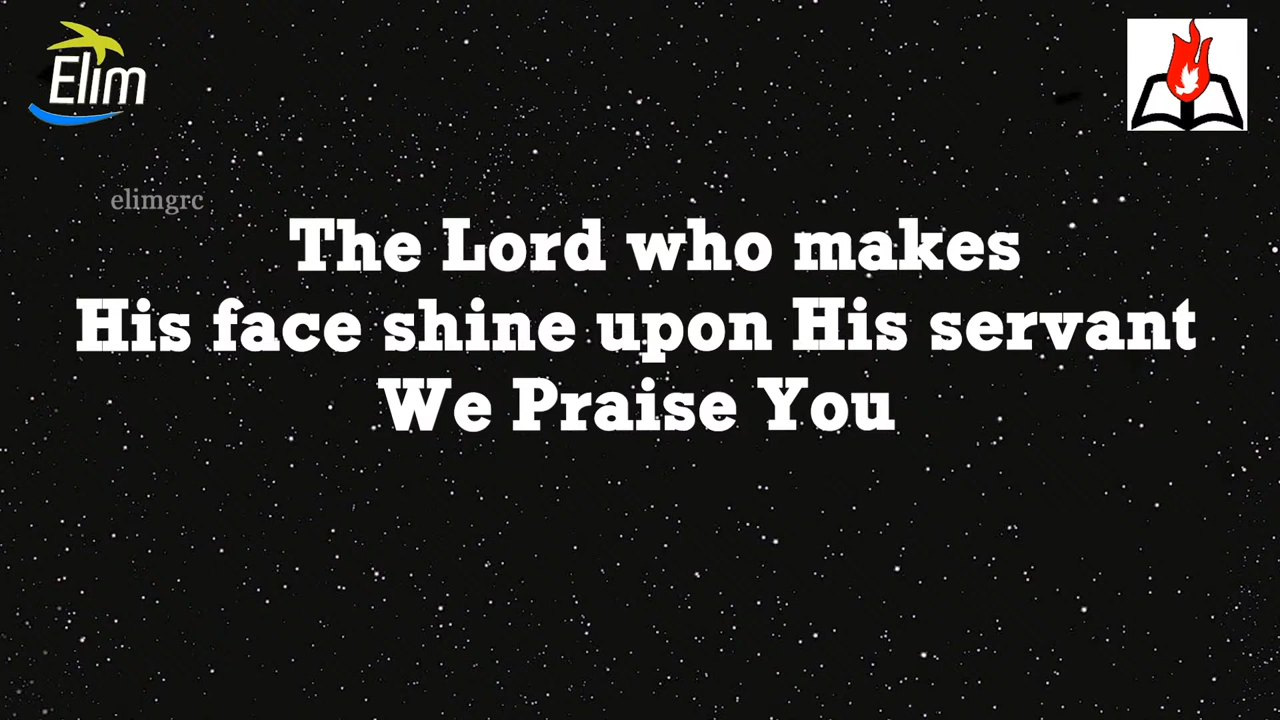 Elim
elimgrc
The Lord who makes
His face shine upon His servant
We Praise You